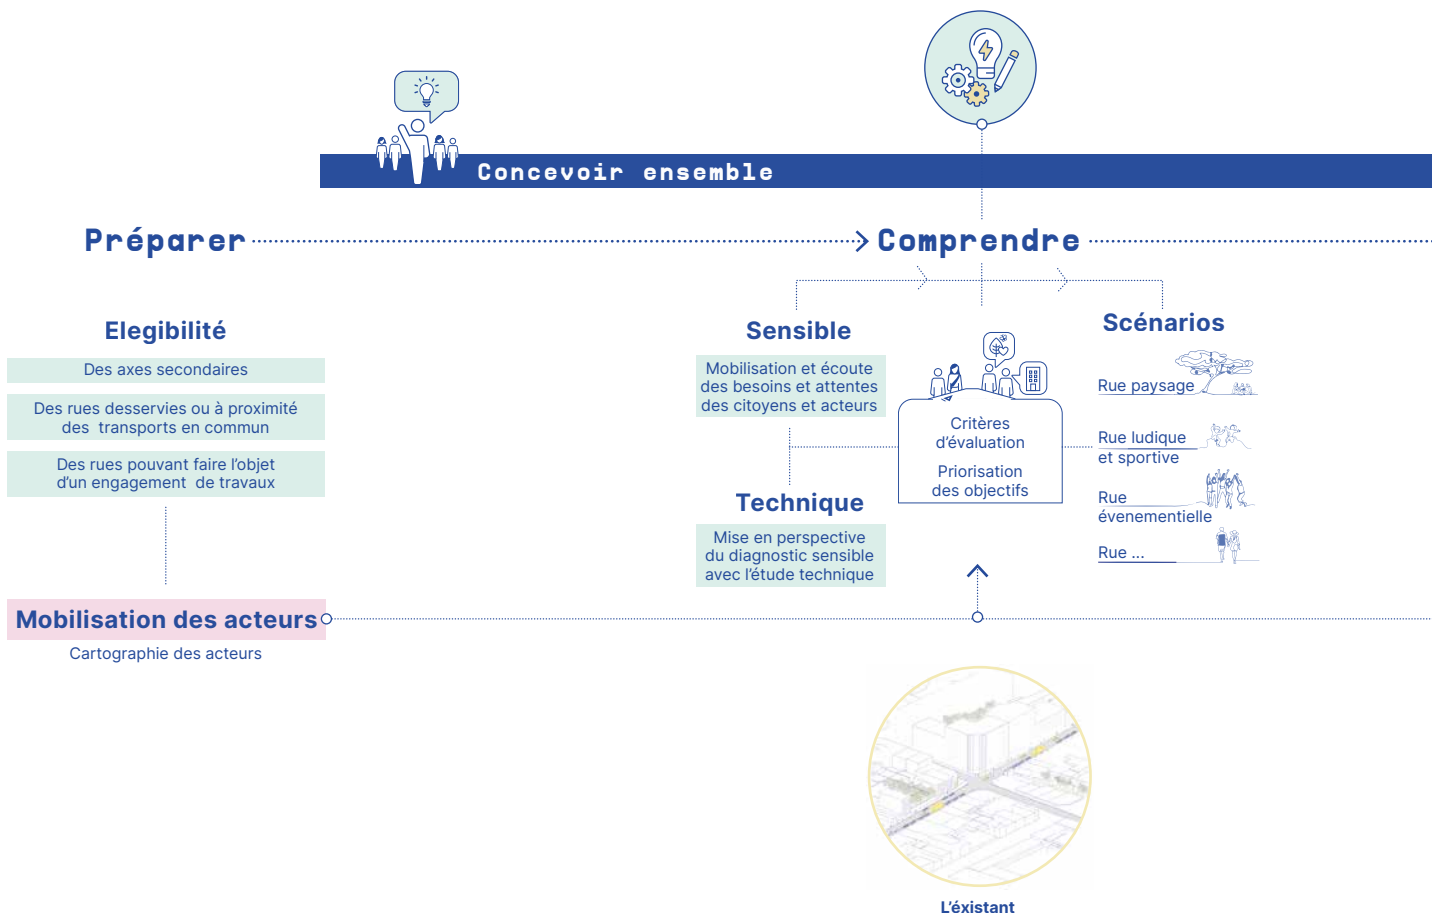 Concevoir ensemble
Préparer
Comprendre
Elegibilité
Des axes secondaires
Des rues desservies ou à proximité
des transports en commun
Des rues pouvant faire l'objet
d'un engagement de travaux
Mobilisation des acteurs
Cartographie des acteurs
Sensible
Mobilisation et écoute
des besoins et attentes
des citoyens et acteurs
Technique
Mise en perspective
du diagnostic sensible
avec l'étude technique
Critères
d'évaluation
Priorisation
des objectifs
Scénarios
Rue paysage
Rue ludique
et sportive
Rue
évenementielle
Rue ...
L'éxistant